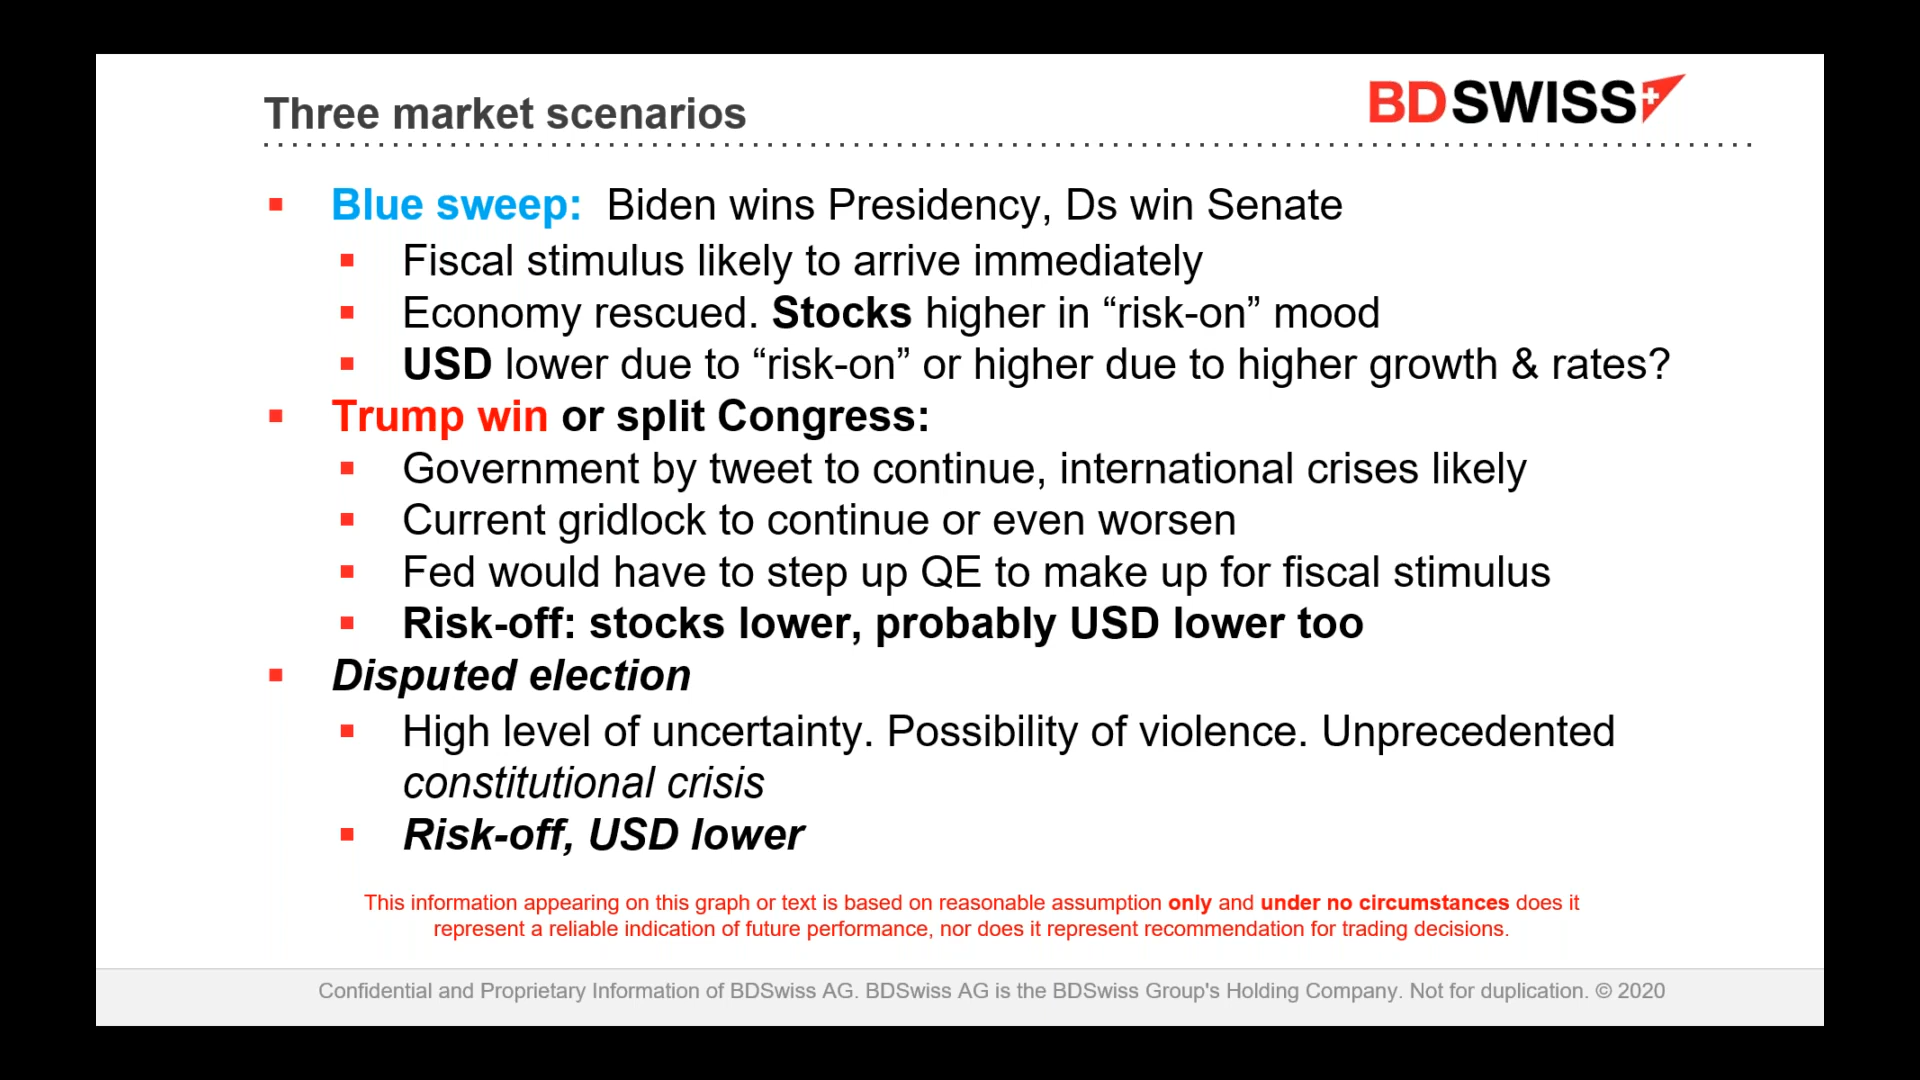 Three market scenarios
BDSWISS
Blue sweep: Biden wins Presidency, Ds win Senate
Fiscal stimulus likely to arrive immediately
Economy rescued. Stocks higher in “risk-on” mood
USD lower due to “risk-on” or higher due to higher growth & rates?
Trump win or split Congress:
Government by tweet to continue, international crises likely
Current gridlock to continue or even worsen
Fed would have to step up QE to make up for fiscal stimulus
Risk-off: stocks lower, probably USD lower too
Disputed election
High level of uncertainty. Possibility of violence. Unprecedented
constitutional crisis
Risk-off, USD lower
This information appearing on this graph or text is based on reasonable assumption only and under no circumstances does it
represent a reliable indication of future performance, nor does it represent recommendation for trading decisions.
Confidential and Proprietary Information of BDSwiss AG. BDSwiss AG is the BDSwiss Group's Holding Company. Not for duplication. © 2020